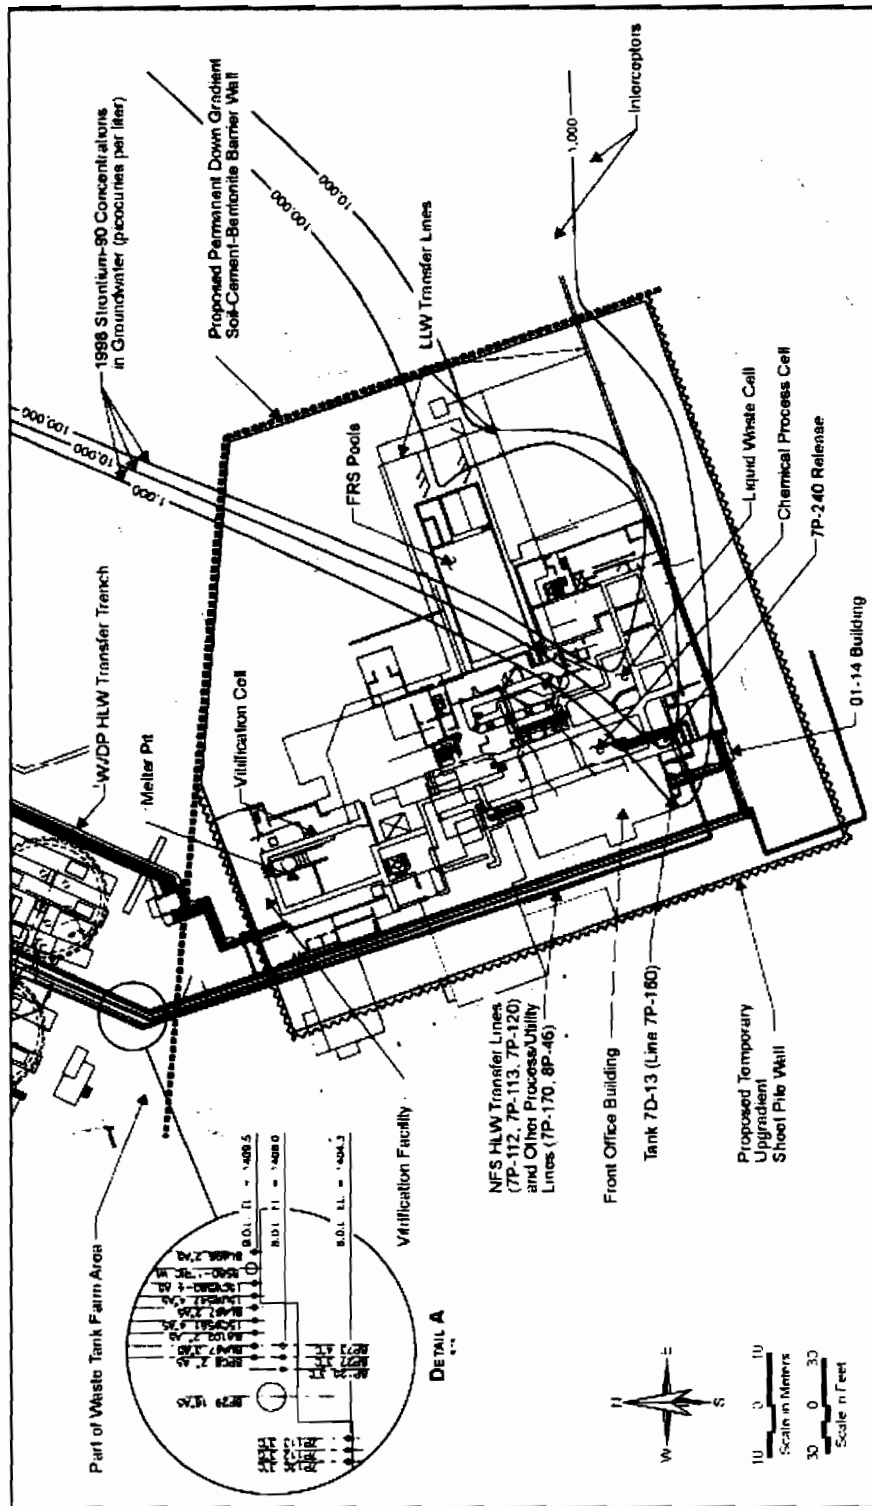 1998 Strontium-90 Concentrations
in Groundwater (picocuries per liter)
Proposed Permanent Down Gradient
Soil-Cement-Bentonite Barrier Wall
100,000
10,000
1,000
100,000
10,000
1,000
Interceptors
LLW Transfer Lines
FRS Pools
WVDP HLW Transfer Trench
Melter Pit
Vitrification Cell
Liquid Waste Cell
Chemical Process Cell
7P-240 Release
01-14 Building
Part of Waste Tank Farm Area
Vitrification Facility
NFS HLW Transfer Lines
(7P-112, 7P-113, 7P-120)
and Other Process/Utility
Lines (7P-170, 8P-46)
Front Office Building
Tank 7D-13 (Line 7P-160)
Proposed Temporary
Upgradient
Sheet Pile Wall
DETAIL A
N
W
E
S
10 0 10
Scale in Meters
30 0 30
Scale in Feet